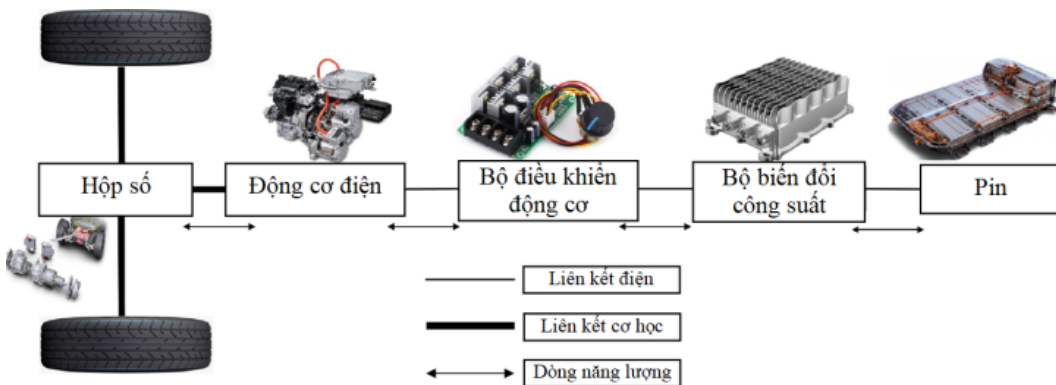 Hộp số
Động cơ điện
Bộ điều khiển
động cơ
Bộ biến đổi
công suất
Pin
Liên kết điện
Liên kết cơ học
Dòng năng lượng